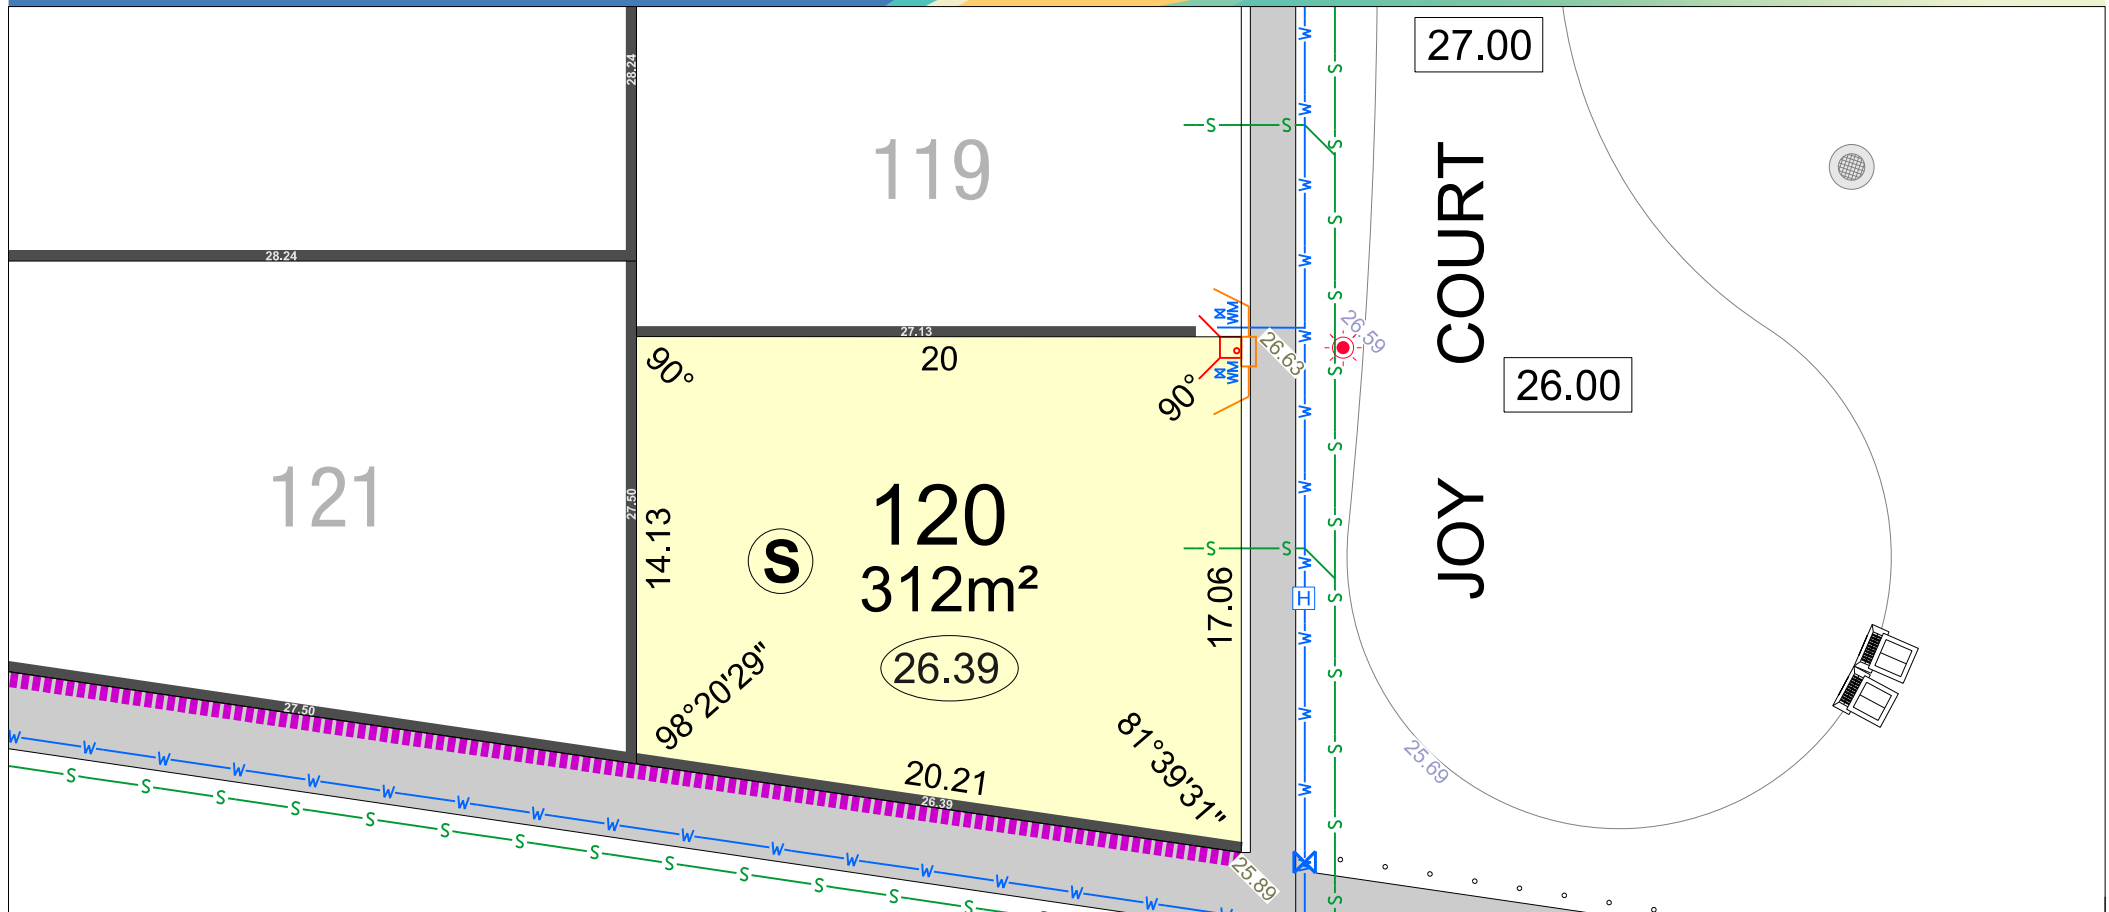 27.00
28.24
119
JOY COURT
28.24
WM
27.13
26.59
26.63
20
90°
90°
WM
26.00
121
27.50
14.13
S
120
312m²
17.06
H
26.39
98°20'29"
81°39'31"
27.50
20.21
26.39
25.69
25.89
W W W W W W W W W W W
S S S S S S S S S S S
W W W W W W W W W W W W W W W W W
S S S S S S S S S S S S S
S S
S S